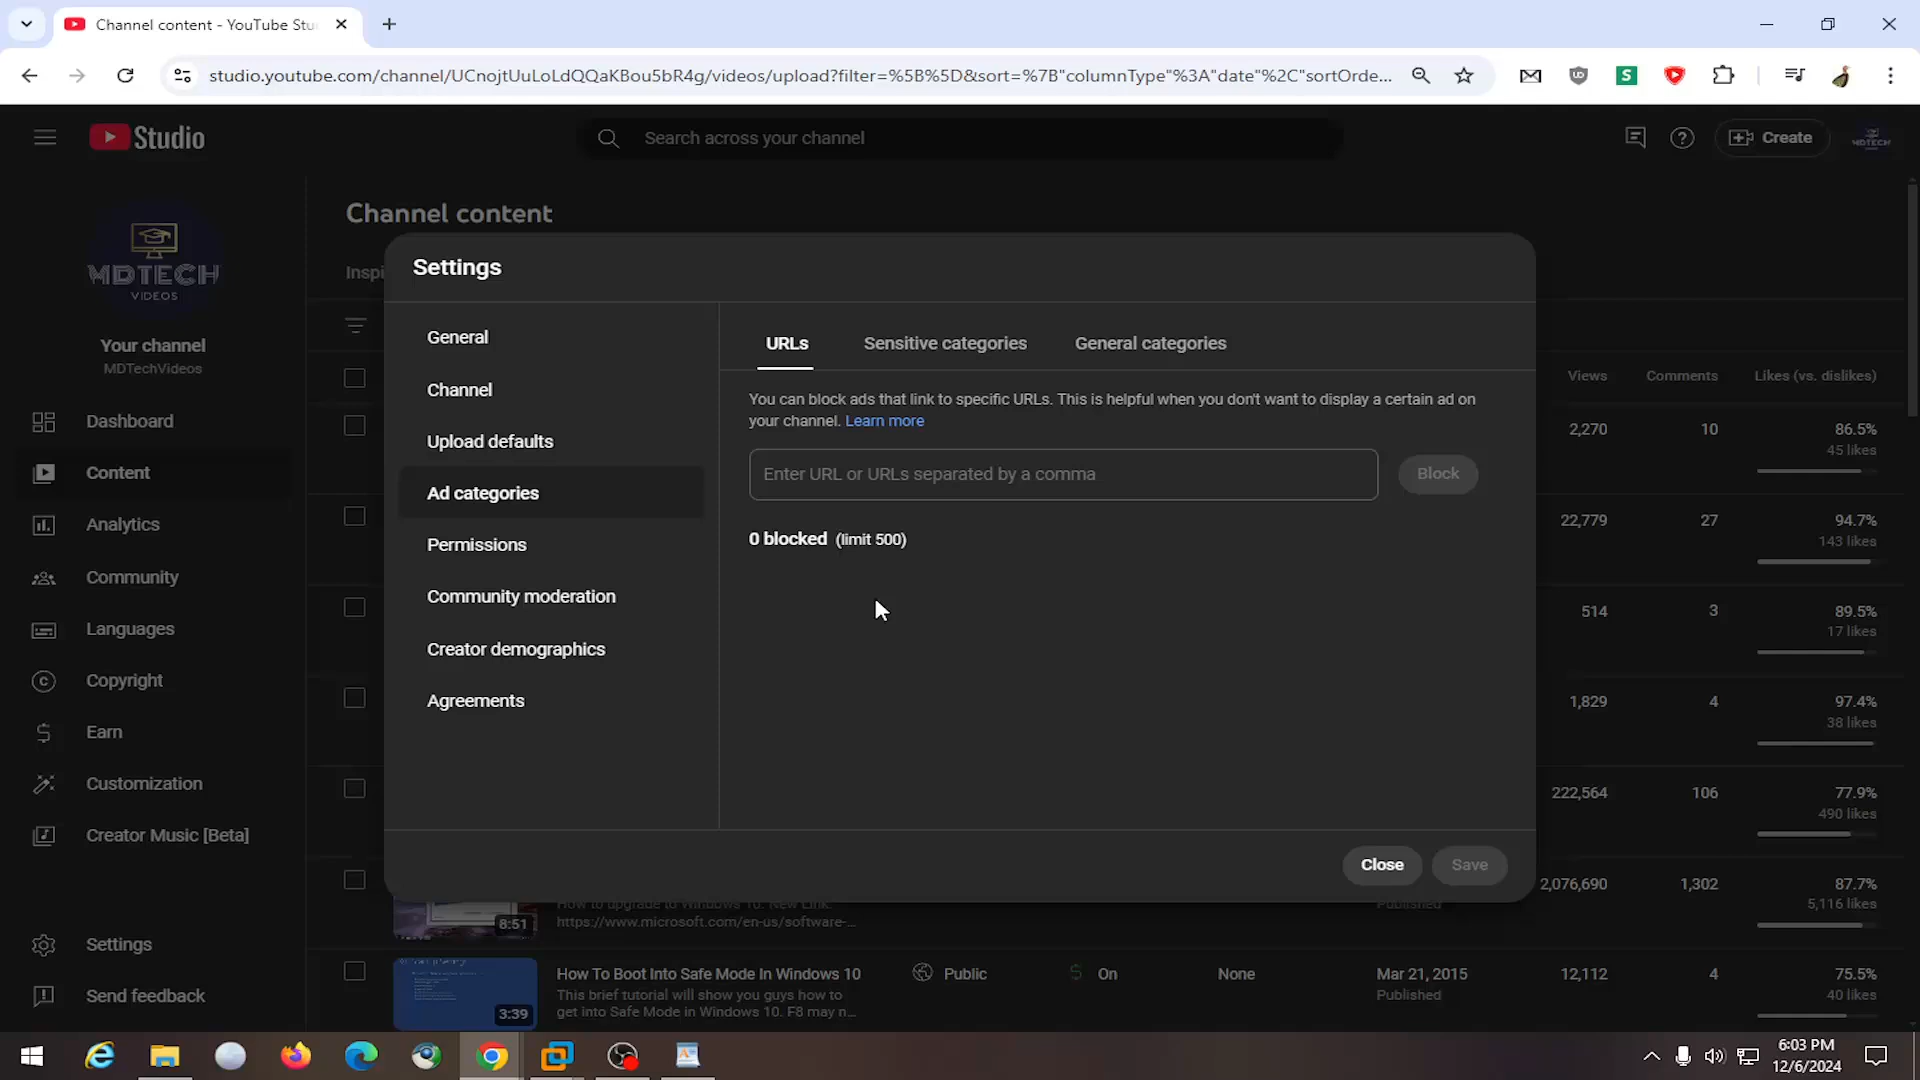 Channel content - YouTube Stu
studio.youtube.com/channel/UCnojtUuLoLdQQaKBou5bR4g/videos/upload?filter=%5B%5D&sort=%7B"columnType"%3A"date"%2C"sortOrde...
Studio
Search across your channel
Create
MDTECH
Channel content
MDTECH
VIDEOS
Your channel
MDTechVideos
Dashboard
Content
Analytics
Community
Languages
Copyright
Earn
Customization
Creator Music [Beta]
Settings
Send feedback
Inspi
Settings
General
Channel
Upload defaults
Ad categories
Permissions
Community moderation
Creator demographics
Agreements
URLs Sensitive categories General categories
You can block ads that link to specific URLs. This is helpful when you don't want to display a certain ad on
your channel. Learn more
Enter URL or URLs separated by a comma
Block
0 blocked (limit 500)
Close Save
Views Comments Likes (vs. dislikes)
2,270 10 86.5%
45 likes
22,779 27 94.7%
143 likes
514 3 89.5%
17 likes
1,829 4 97.4%
38 likes
222,564 106 77.9%
490 likes
2,076,690 1,302 87.7%
5,116 likes
8:51
How to upgrade to Windows 10. New Link:
https://www.microsoft.com/en-us/software-...
Published
3:39
How To Boot Into Safe Mode In Windows 10
This brief tutorial will show you guys how to
get into Safe Mode in Windows 10. F8 may n...
Public On None Mar 21, 2015
Published
12,112 4 75.5%
40 likes
6:03 PM
12/6/2024